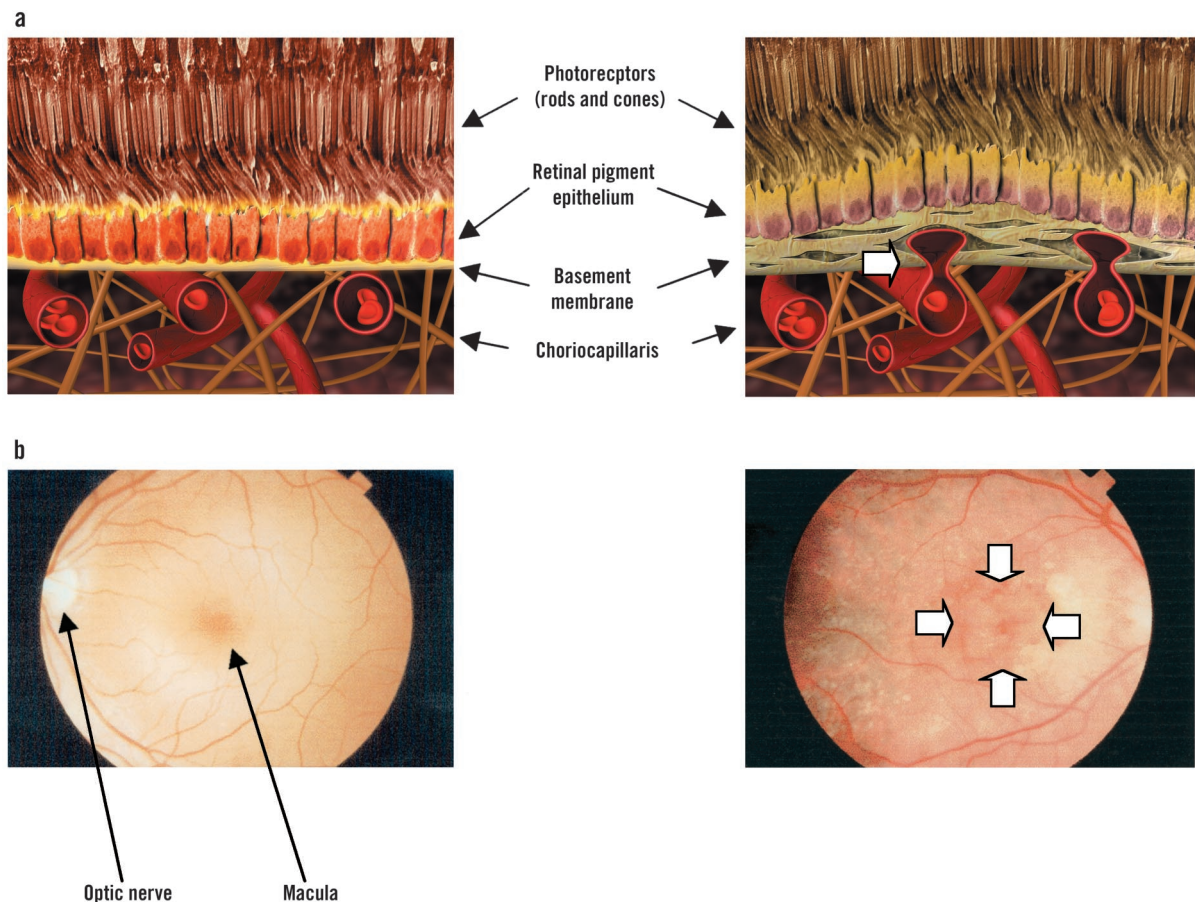 a
Photorecptors
(rods and cones)
Retinal pigment
epithelium
Basement
membrane
Choriocapillaris
b
Optic nerve
Macula